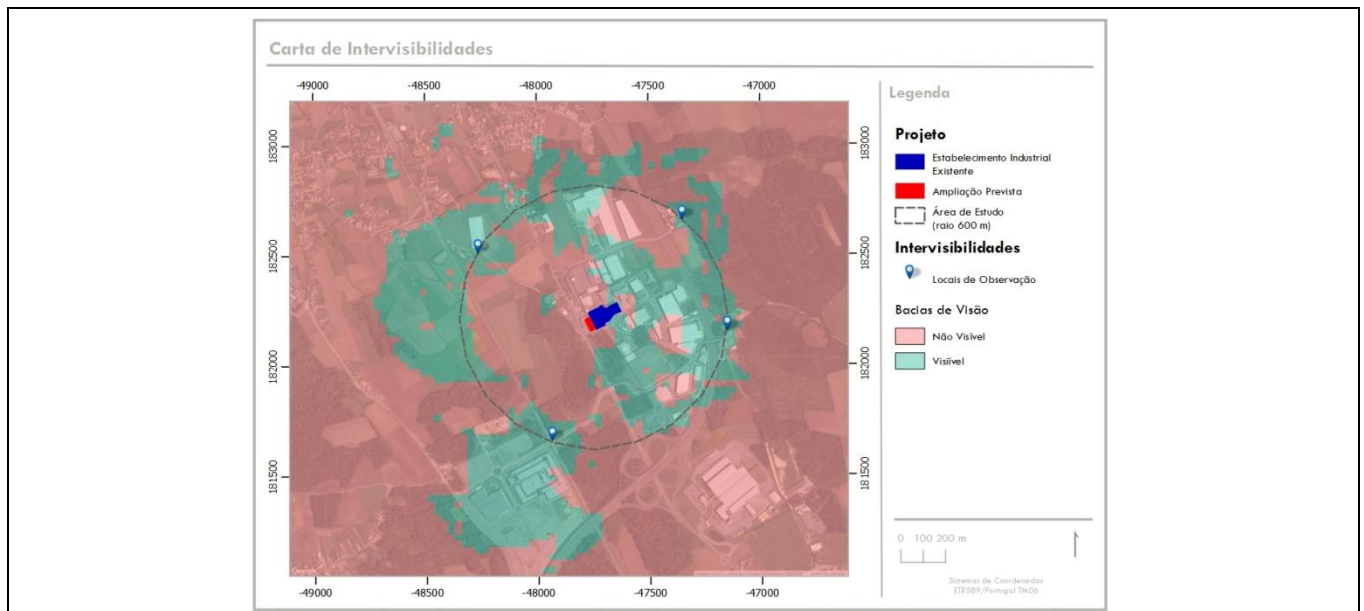 Carta de Intervisibilidades
-49000 -48500 -48000 -47500 -47000
183000 183000
182500 182500
182000 182000
181500 181500
-49000 -48500 -48000 -47500 -47000
Google
Legenda
Projeto
Estabelecimento Industrial
Existente
Ampliação Prevista
Área de Estudo
(raio 600 m)
Intervisibilidades
Locais de Observação
Bacias de Visão
Não Visível
Visiível
0 100 200 m
Sistemas de Coordenadas
ETRS89/Portugal TM06